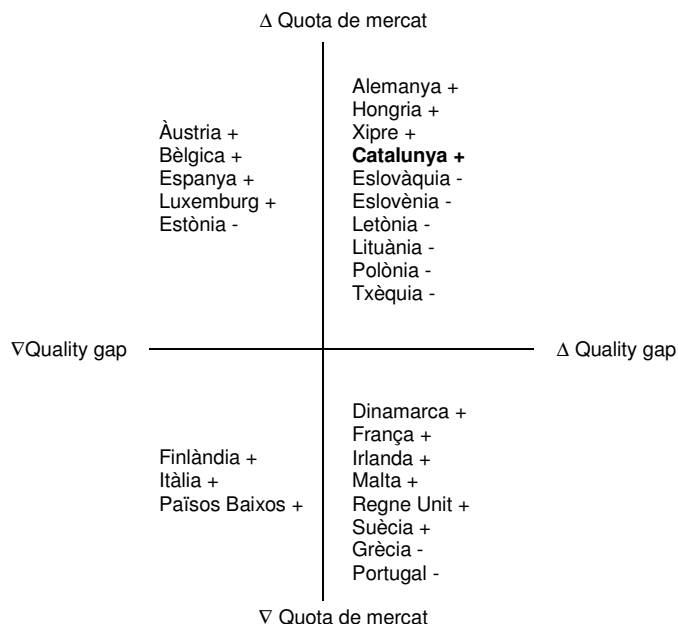 Δ Quota de mercat
Àustria +
Bèlgica +
Espanya +
Luxemburg +
Estònia -
Alemanya +
Hongria +
Xipre +
Catalunya +
Eslovàquia -
Eslovènia -
Letònia -
Lituània -
Polònia -
Txèquia -
∇Quality gap
Δ Quality gap
Finlàndia +
Itàlia +
Països Baixos +
Dinamarca +
França +
Irlanda +
Malta +
Regne Unit +
Suècia +
Grècia -
Portugal -
∇ Quota de mercat